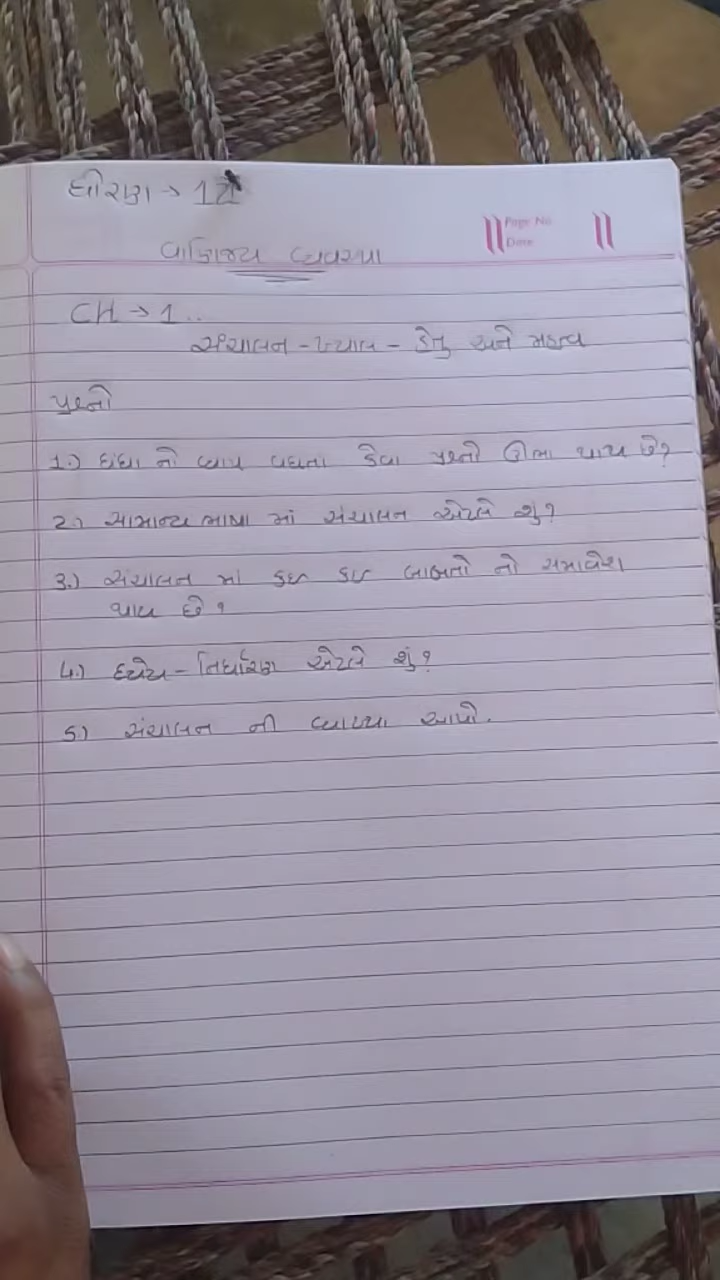 ધોરણ → 12
Page No
Date
વાણિજ્ય વ્યવસ્થા
CH → 1..
સંચાલન - ખ્યાલ - હેતુ અને મહત્વ
પ્રશ્નો
1.) ધંધા નો વ્યાપ વધતા કેવા પ્રશ્નો ઊભા થાય છે?
2.) સામાન્ય ભાષા માં સંચાલન એટલે શું?
3.) સંચાલન માં કઇ કઇ બાબતો નો સમાવેશ
થાય છે?
4.) ધ્યેય - નિર્ધારણ એટલે શું?
5.) સંચાલન ની વ્યાખ્યા આપો.